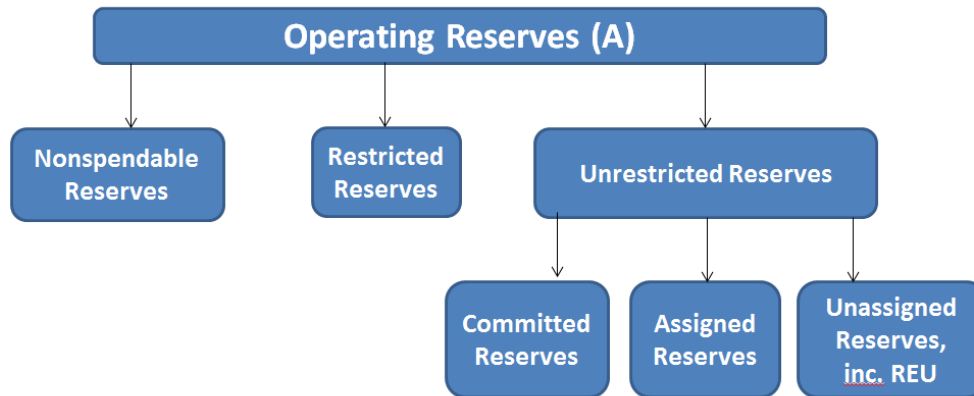 Operating Reserves (A)
Nonspendable
Reserves
Restricted
Reserves
Unrestricted Reserves
Committed
Reserves
Assigned
Reserves
Unassigned
Reserves,
inc. REU